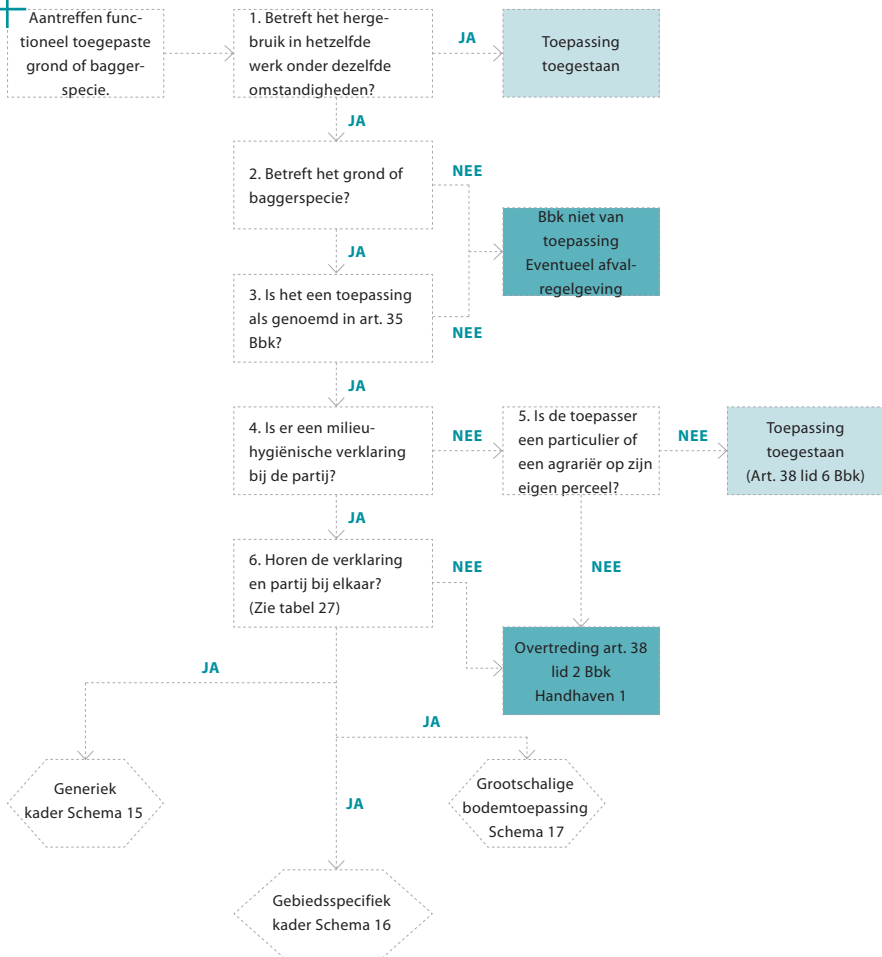 Aantreffen func-
tioneel toegepaste
grond of bagger-
specie.
1. Betreft het herge-
bruik in hetzelfde
werk onder dezelfde
omstandigheden?
JA
Toepassing
toegestaan
JA
2. Betreft het grond of
baggerspecie?
NEE
Bbk niet van
toepassing
Eventueel afval-
regelgeving
JA
3. Is het een toepassing
als genoemd in art. 35
Bbk?
NEE
JA
4. Is er een milieu-
hygiënische verklaring
bij de partij?
NEE
5. Is de toepasser
een particulier of
een agrariër op zijn
eigen perceel?
NEE
Toepassing
toegestaan
(Art. 38 lid 6 Bbk)
JA
6. Horen de verklaring
en partij bij elkaar?
(Zie tabel 27)
NEE
NEE
Overtreding art. 38
lid 2 Bbk
Handhaven 1
JA
JA
Generiek
kader Schema 15
JA
Grootschalige
bodemtoepassing
Schema 17
Gebiedsspecifiek
kader Schema 16